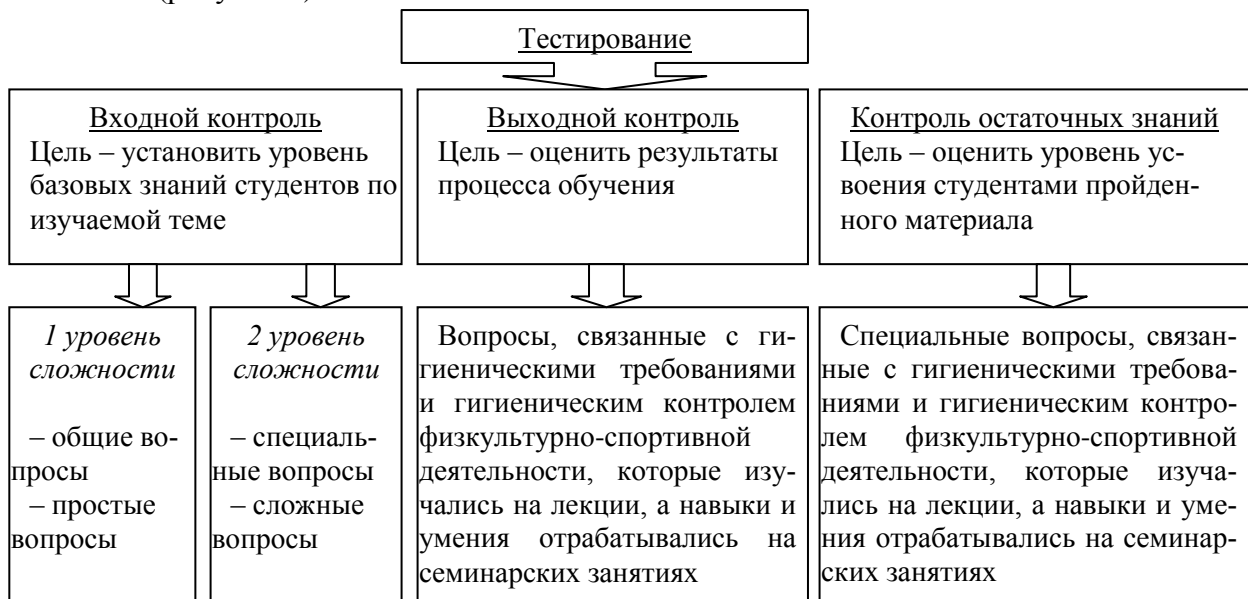 Тестирование
Входной контроль
Цель – установить уровень
базовых знаний студентов по
изучаемой теме
Выходной контроль
Цель – оценить результаты
процесса обучения
Контроль остаточных знаний
Цель – оценить уровень ус-
воения студентами пройден-
ного материала
1 уровень
сложности
– общие во-
просы
– простые
вопросы
2 уровень
сложности
– специаль-
ные вопросы
– сложные
вопросы
Вопросы, связанные с ги-
гиеническими требованиями
и гигиеническим контролем
физкультурно-спортивной
деятельности, которые изу-
чались на лекции, а навыки и
умения отрабатывались на
семинарских занятиях
Специальные вопросы, связан-
ные с гигиеническими требова-
ниями и гигиеническим контро-
лем физкультурно-спортивной
деятельности, которые изуча-
лись на лекции, а навыки и уме-
ния отрабатывались на семинар-
ских занятиях